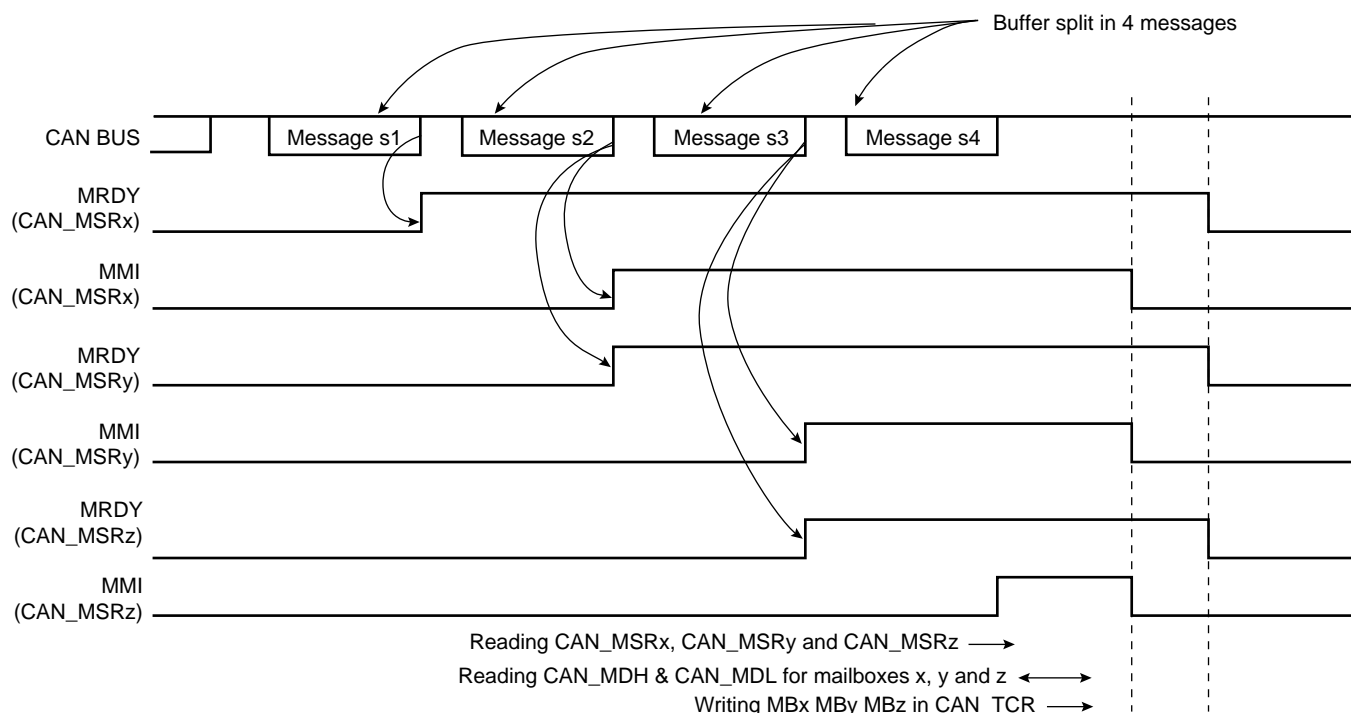 Buffer split in 4 messages
CAN BUS
Message s1
Message s2
Message s3
Message s4
MRDY
(CAN_MSRx)
MMI
(CAN_MSRx)
MRDY
(CAN_MSRy)
MMI
(CAN_MSRy)
MRDY
(CAN_MSRz)
MMI
(CAN_MSRz)
Reading CAN_MSRx, CAN_MSRy and CAN_MSRz
Reading CAN_MDH & CAN_MDL for mailboxes x, y and z
Writing MBx MBy MBz in CAN_TCR